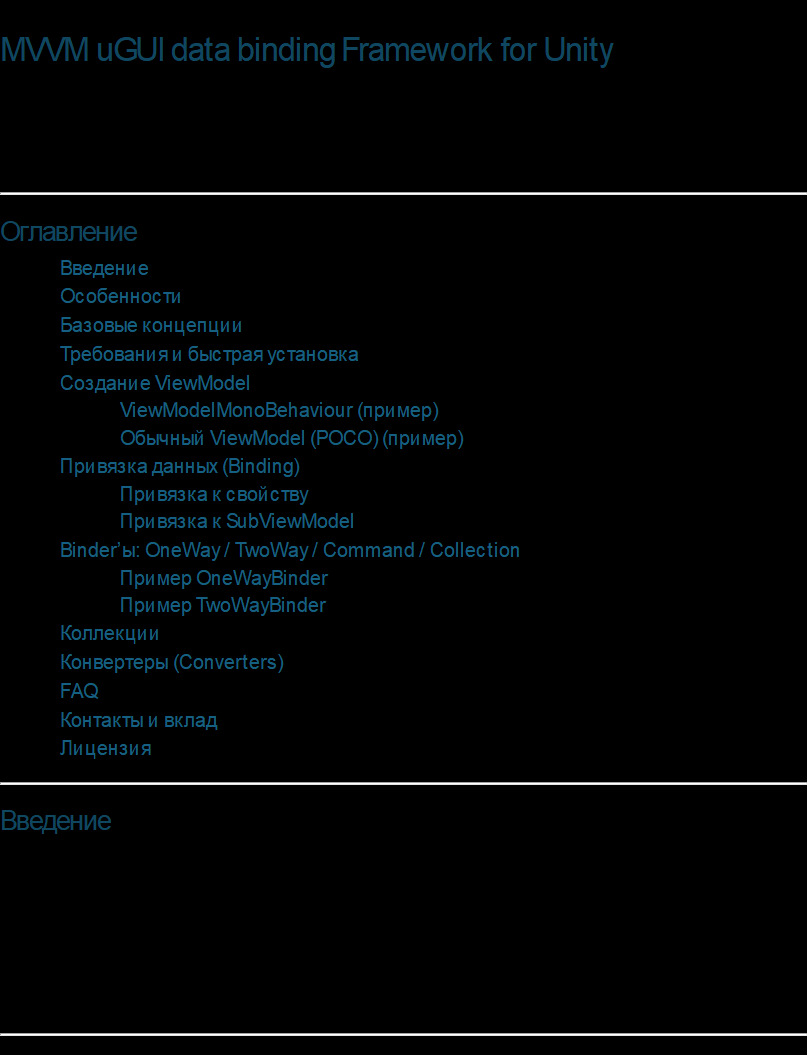 MVVM uGUI data binding Framework for Unity
Оглавление
Введение
Особенности
Базовые концепции
Требования и быстрая установка
Создание ViewModel
ViewModelMonoBehaviour (пример)
Обычный ViewModel (POCO) (пример)
Привязка данных (Binding)
Привязка к свойству
Привязка к SubViewModel
Binder’ы: OneWay / TwoWay / Command / Collection
Пример OneWayBinder
Пример TwoWayBinder
Коллекции
Конвертеры (Converters)
FAQ
Контакты и вклад
Лицензия
Введение